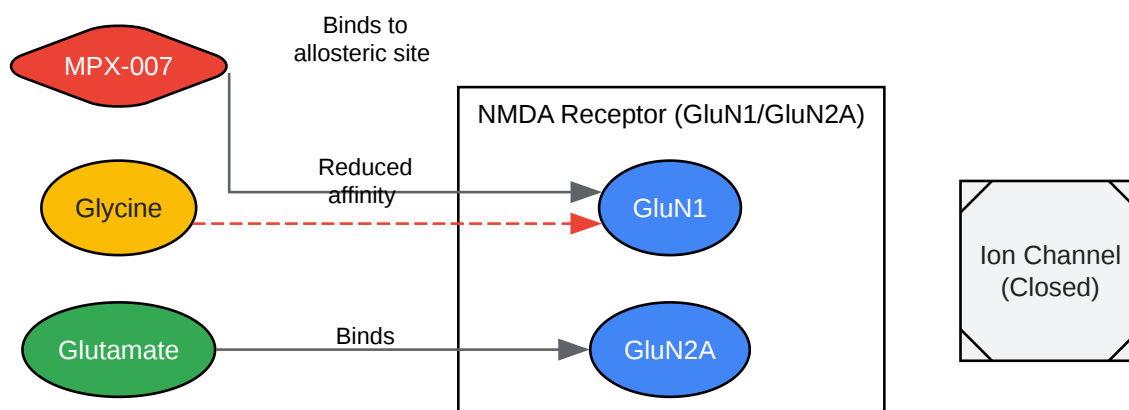 MPX-007
Binds to
allosteric site
NMDA Receptor (GluN1/GluN2A)
Reduced
affinity
Glycine
GluN1
Ion Channel
(Closed)
Glutamate
Binds
GluN2A